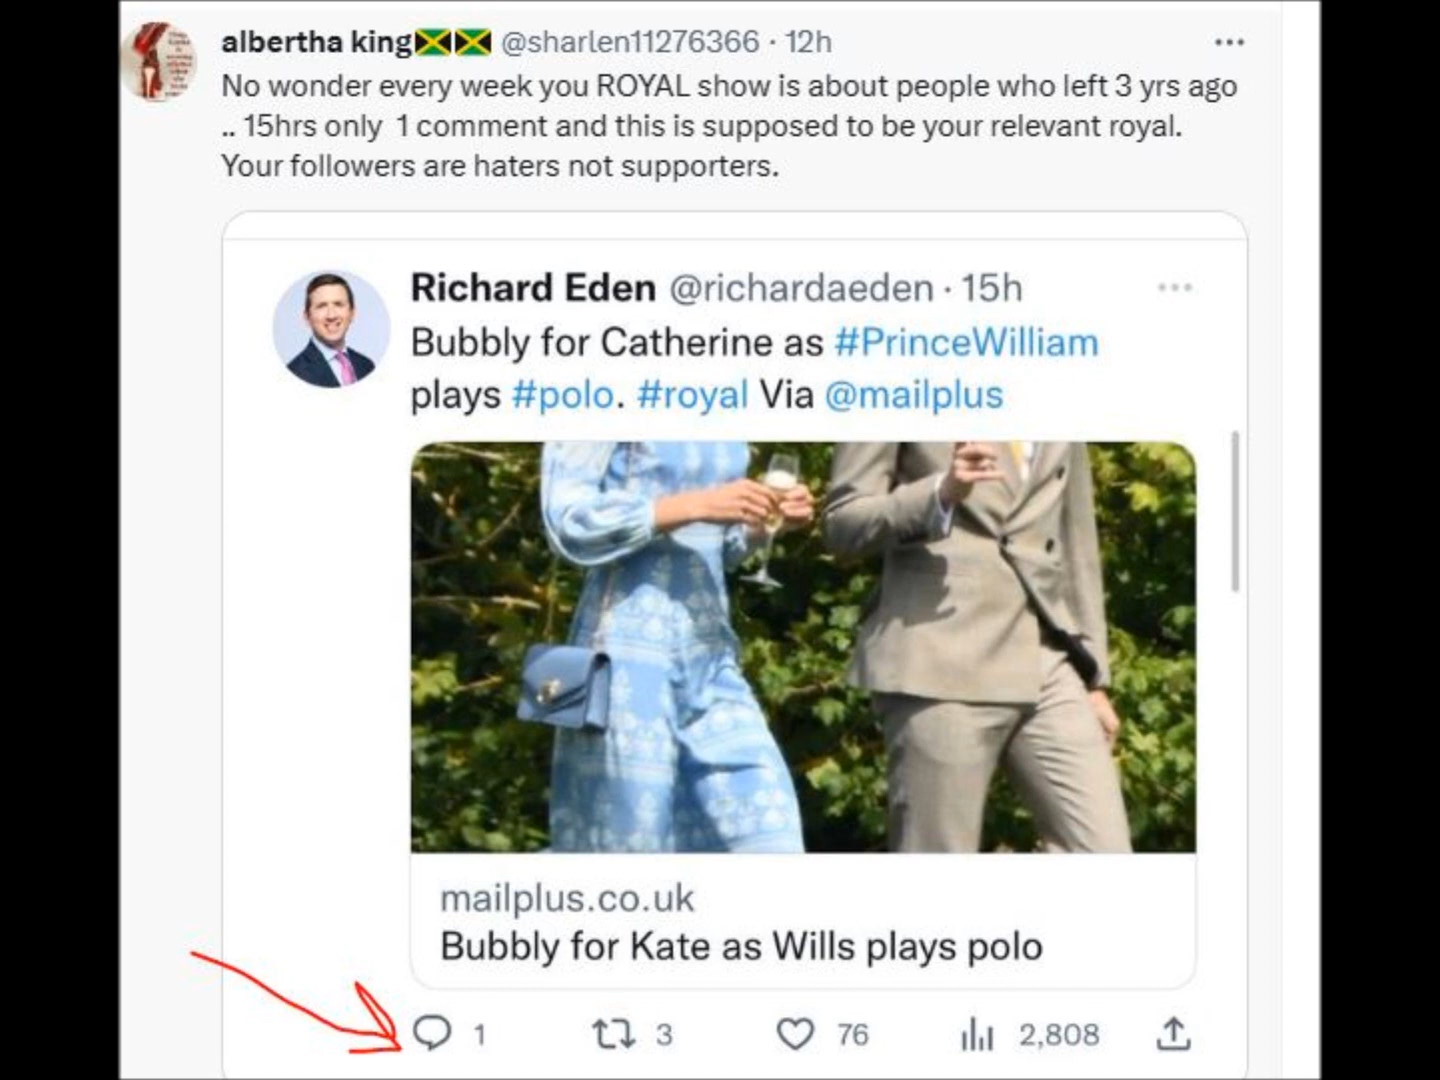 albertha king @sharlen11276366 · 12h
No wonder every week you ROYAL show is about people who left 3 yrs ago
.. 15hrs only 1 comment and this is supposed to be your relevant royal.
Your followers are haters not supporters.
Richard Eden @richardaeden · 15h
Bubbly for Catherine as #PrinceWilliam
plays #polo. #royal Via @mailplus
mailplus.co.uk
Bubbly for Kate as Wills plays polo
1 3 76 2,808